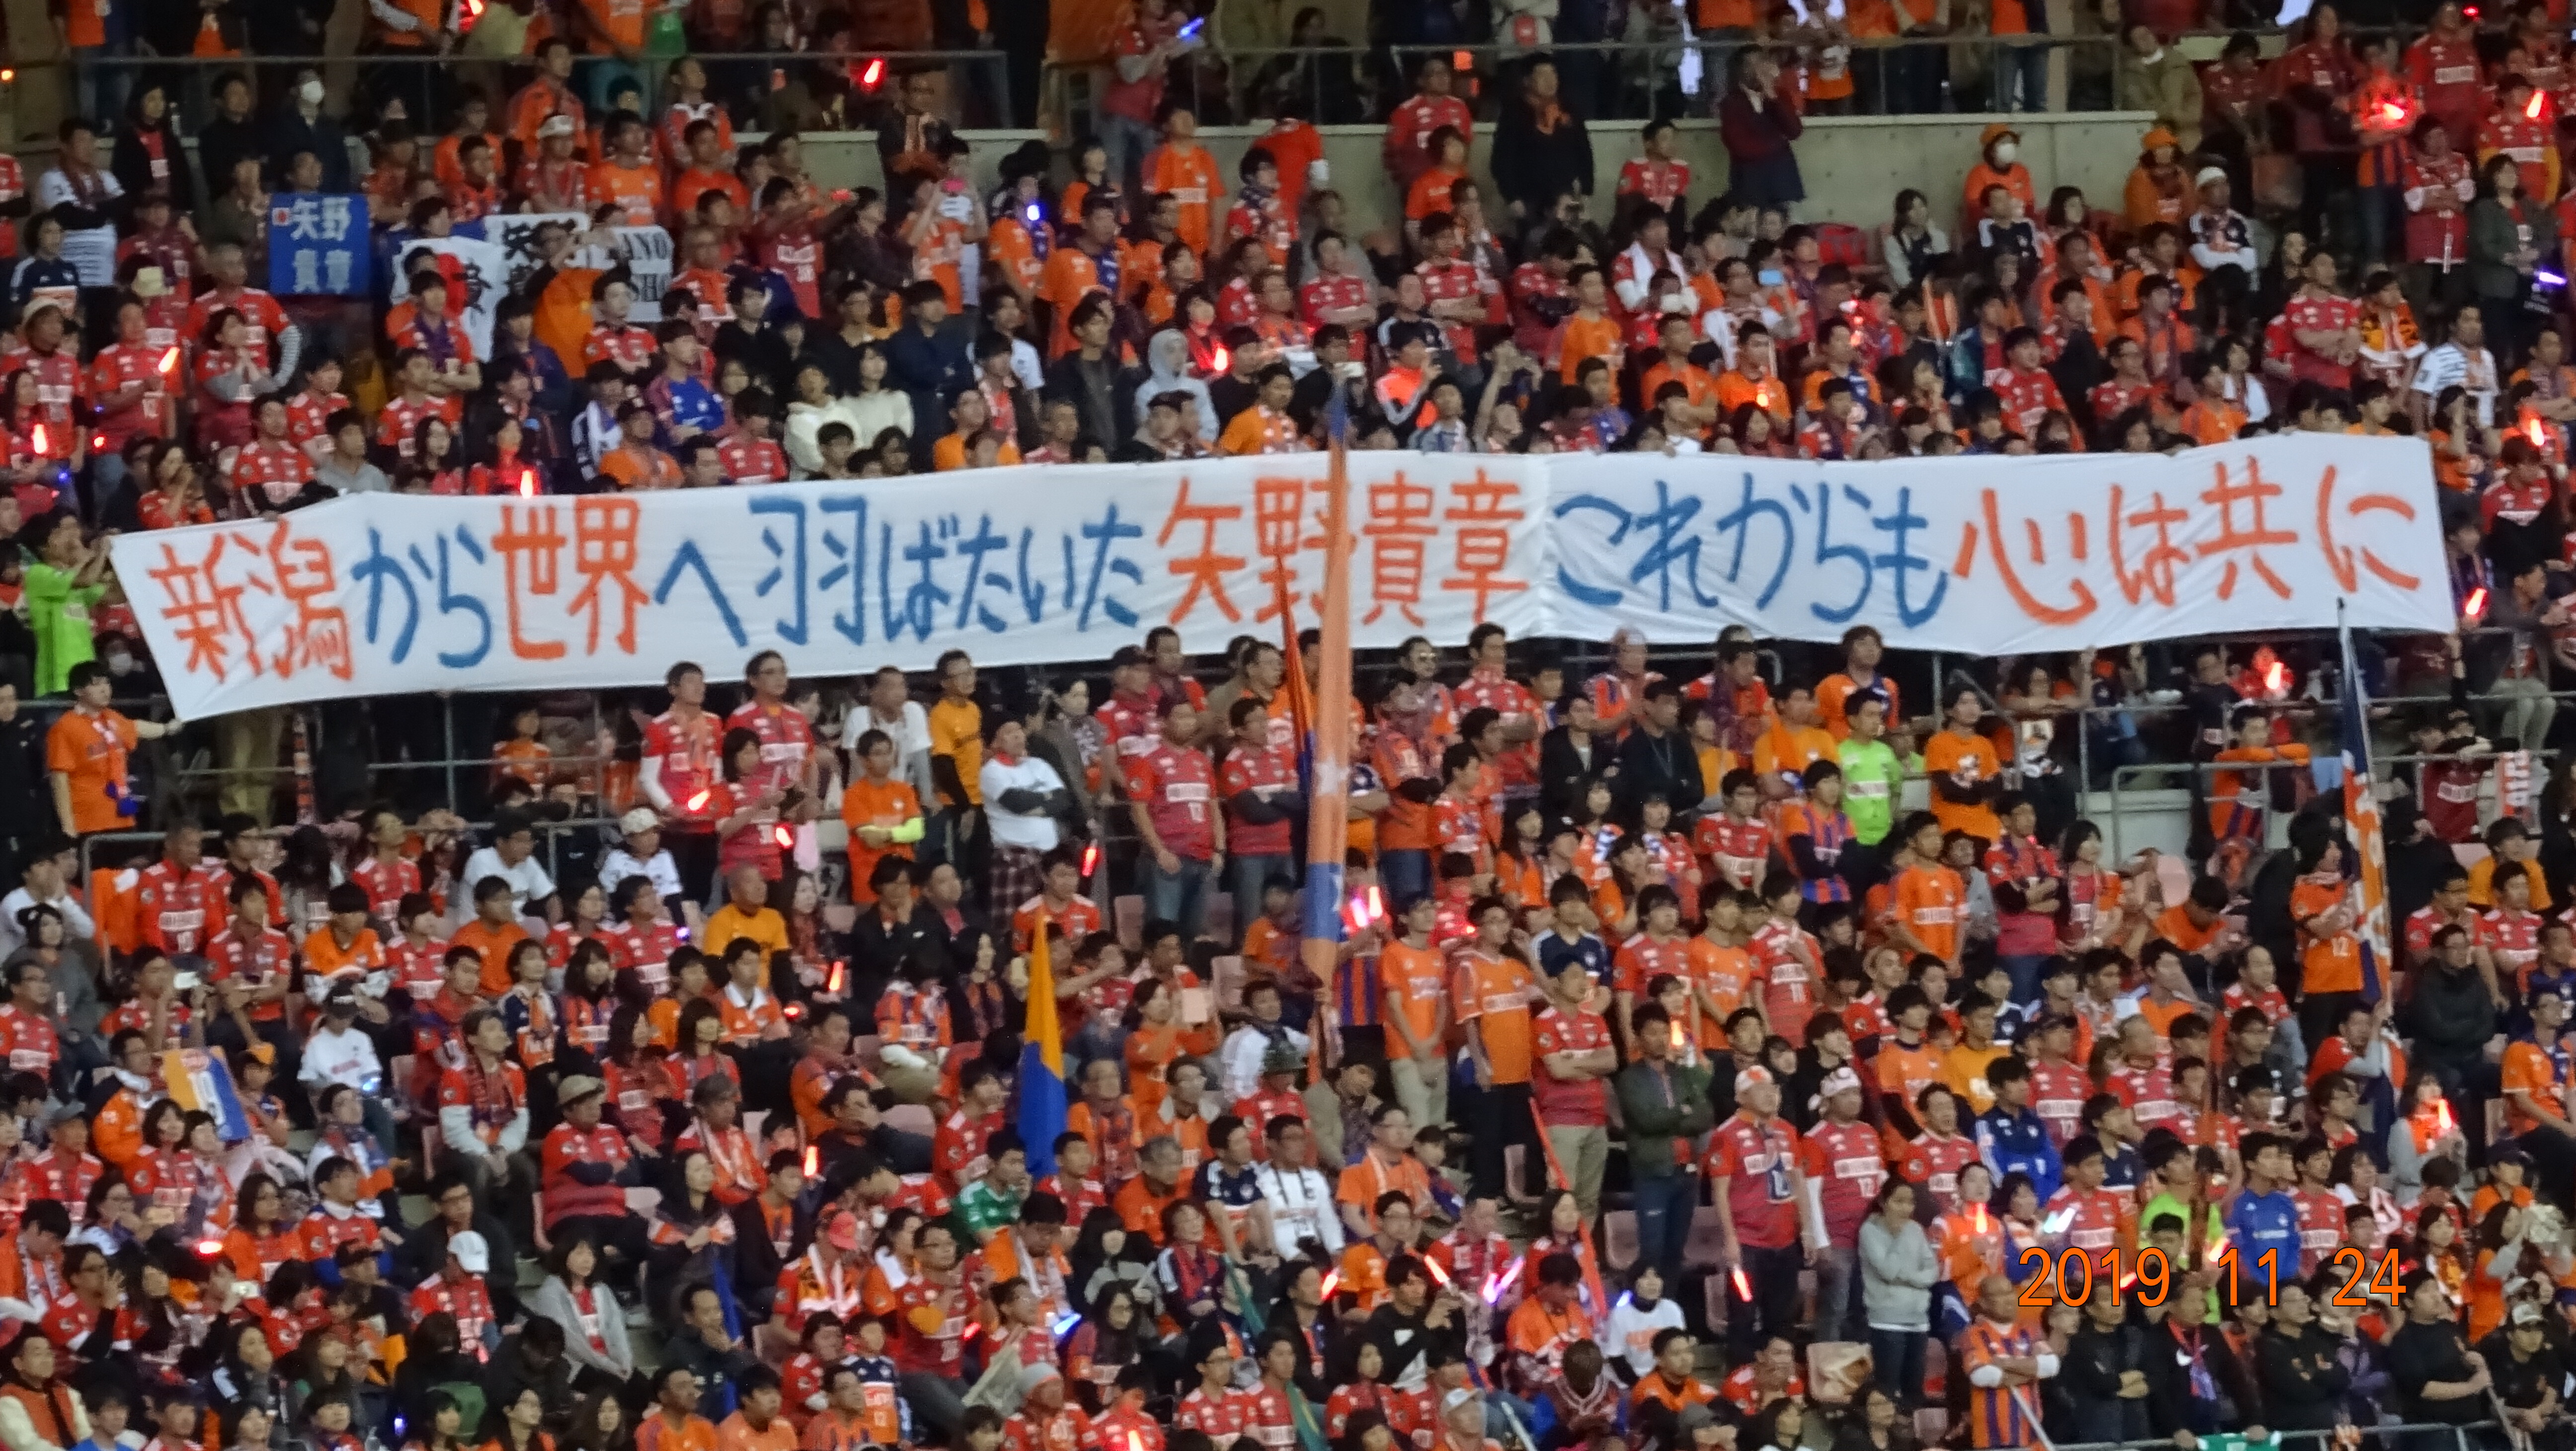 矢野
貴章
新潟から世界へ羽ばたいた矢野貴章これからも心は共に
2019 11 24